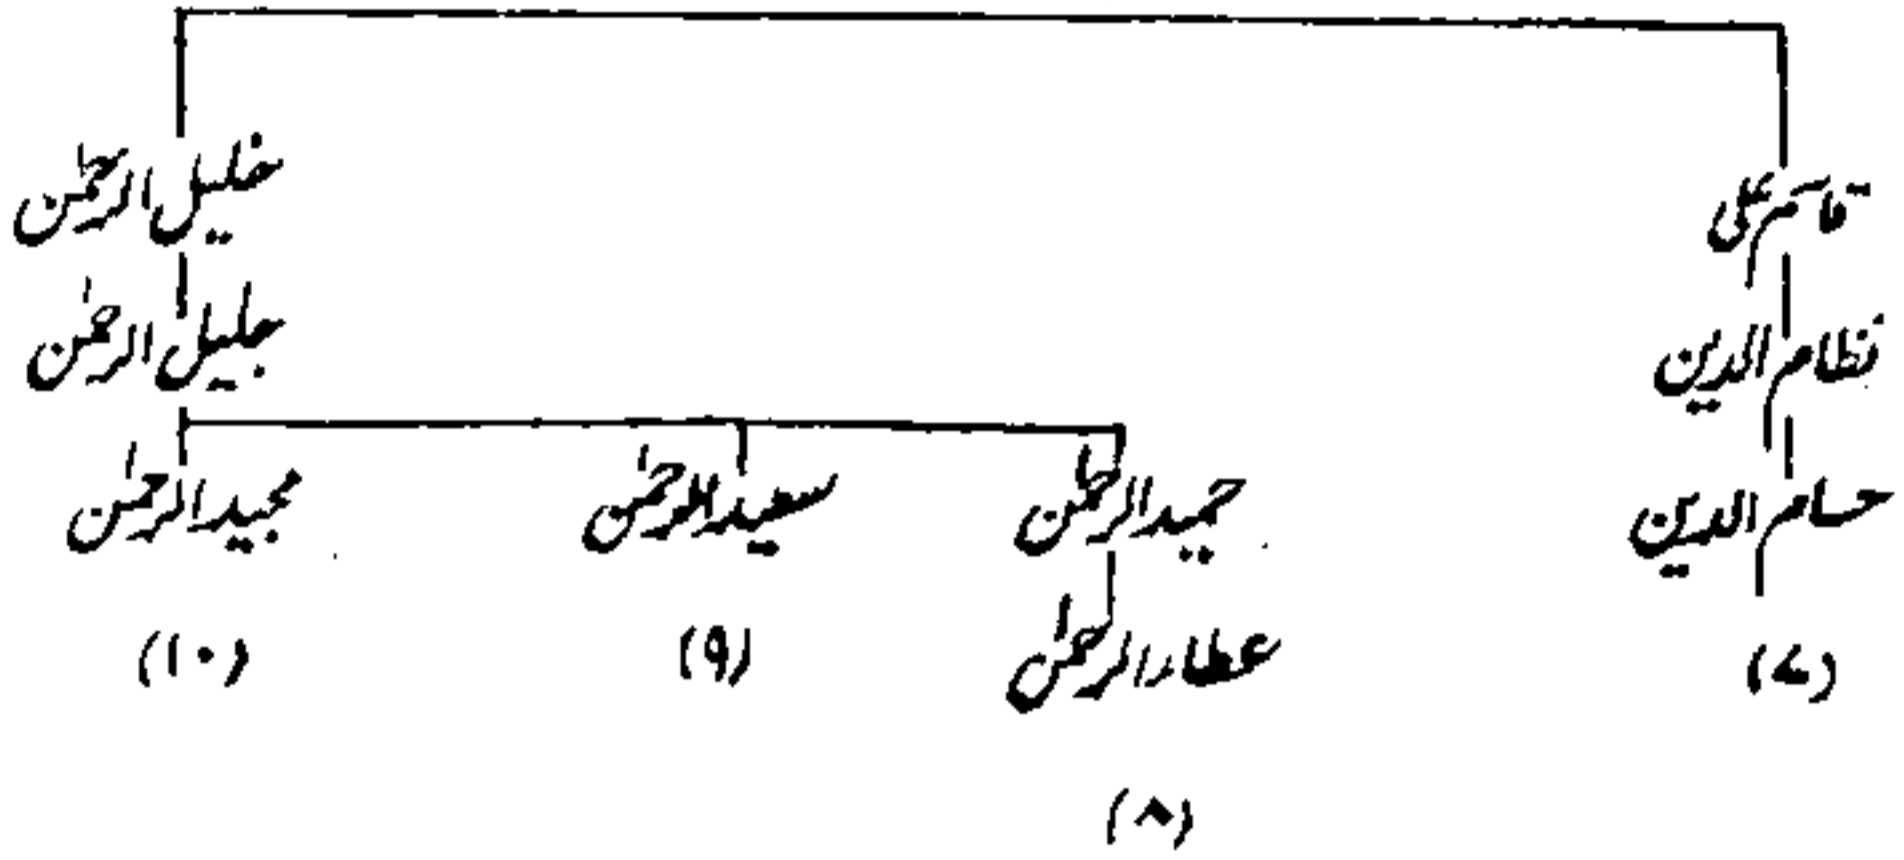 قاسم علی خلیل الرحمٰن
نظام الدین جلیل الرحمٰن
حسام الدین حمید الرحمٰن سعید الرحمٰن مجید الرحمٰن
عطاء الرحمٰن
(۷) (۹) (۱۰)
(۸)